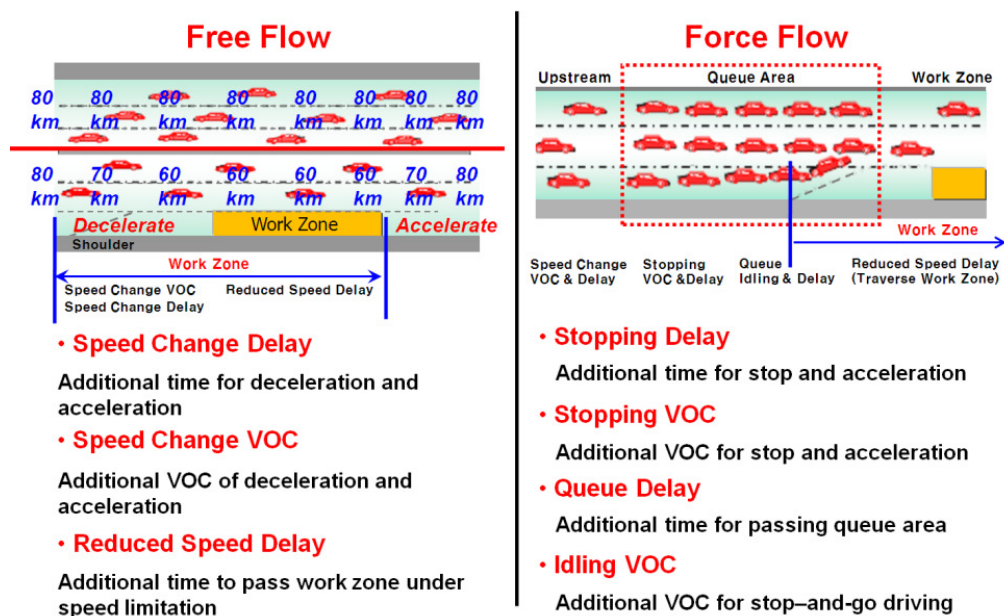 Free Flow
80 80 80 80 80 80 80 80
km km km km km km km km
80 70 60 60 60 60 70 80
km km km km km km km km
Decelerate Work Zone Accelerate
Shoulder
Work Zone
Speed Change VOC Reduced Speed Delay
Speed Change Delay
• Speed Change Delay
Additional time for deceleration and
acceleration
• Speed Change VOC
Additional VOC of deceleration and
acceleration
• Reduced Speed Delay
Additional time to pass work zone under
speed limitation
Force Flow
Upstream Queue Area Work Zone
Work Zone
Speed Change Stopping Queue Reduced Speed Delay
VOC & Delay VOC &Delay Idling & Delay (Traverse Work Zone)
• Stopping Delay
Additional time for stop and acceleration
• Stopping VOC
Additional VOC for stop and acceleration
• Queue Delay
Additional time for passing queue area
• Idling VOC
Additional VOC for stop–and-go driving